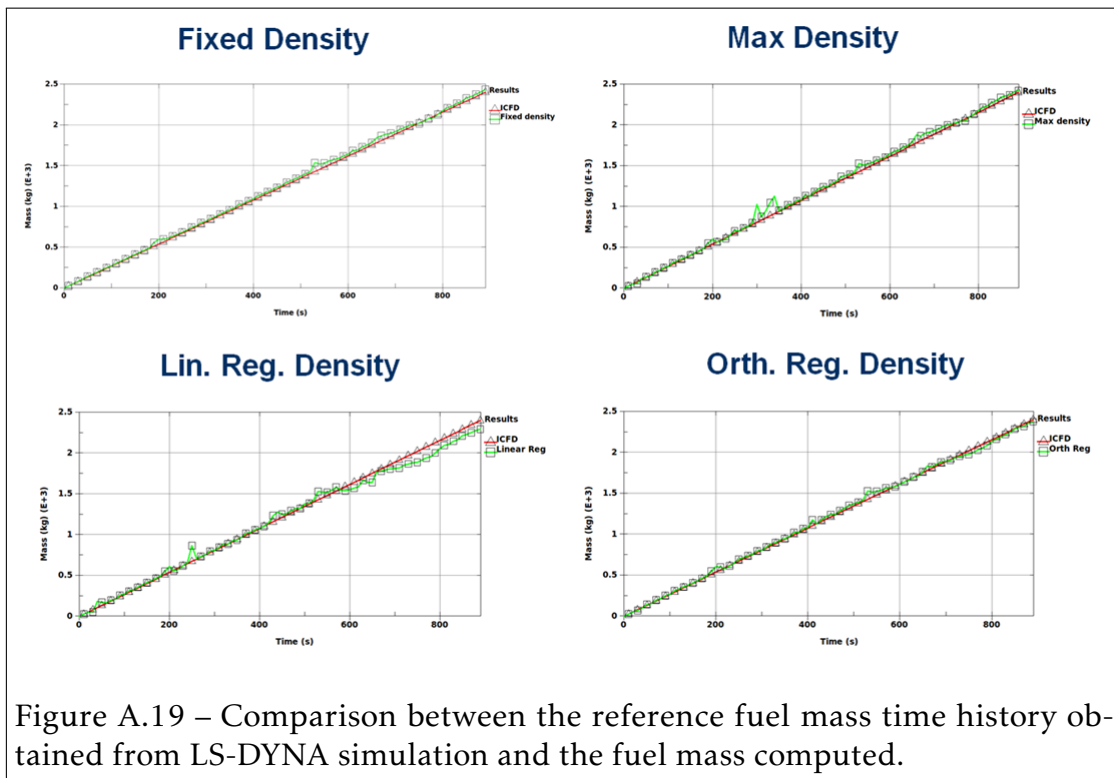 Fixed Density
2.5
2
1.5
1
0.5
0
Mass (kg) (E+3)
0
200
400
600
800
Time (s)
Results
ICFD
Fixed density
Max Density
2.5
2
1.5
1
0.5
0
Mass (kg) (E+3)
0
200
400
600
800
Time (s)
Results
ICFD
Max density
Lin. Reg. Density
2.5
2
1.5
1
0.5
0
Mass (kg) (E+3)
0
200
400
600
800
Time (s)
Results
ICFD
Linear Reg
Orth. Reg. Density
2.5
2
1.5
1
0.5
0
Mass (kg) (E+3)
0
200
400
600
800
Time (s)
Results
ICFD
Orth Reg
Figure A.19 – Comparison between the reference fuel mass time history ob-
tained from LS-DYNA simulation and the fuel mass computed.